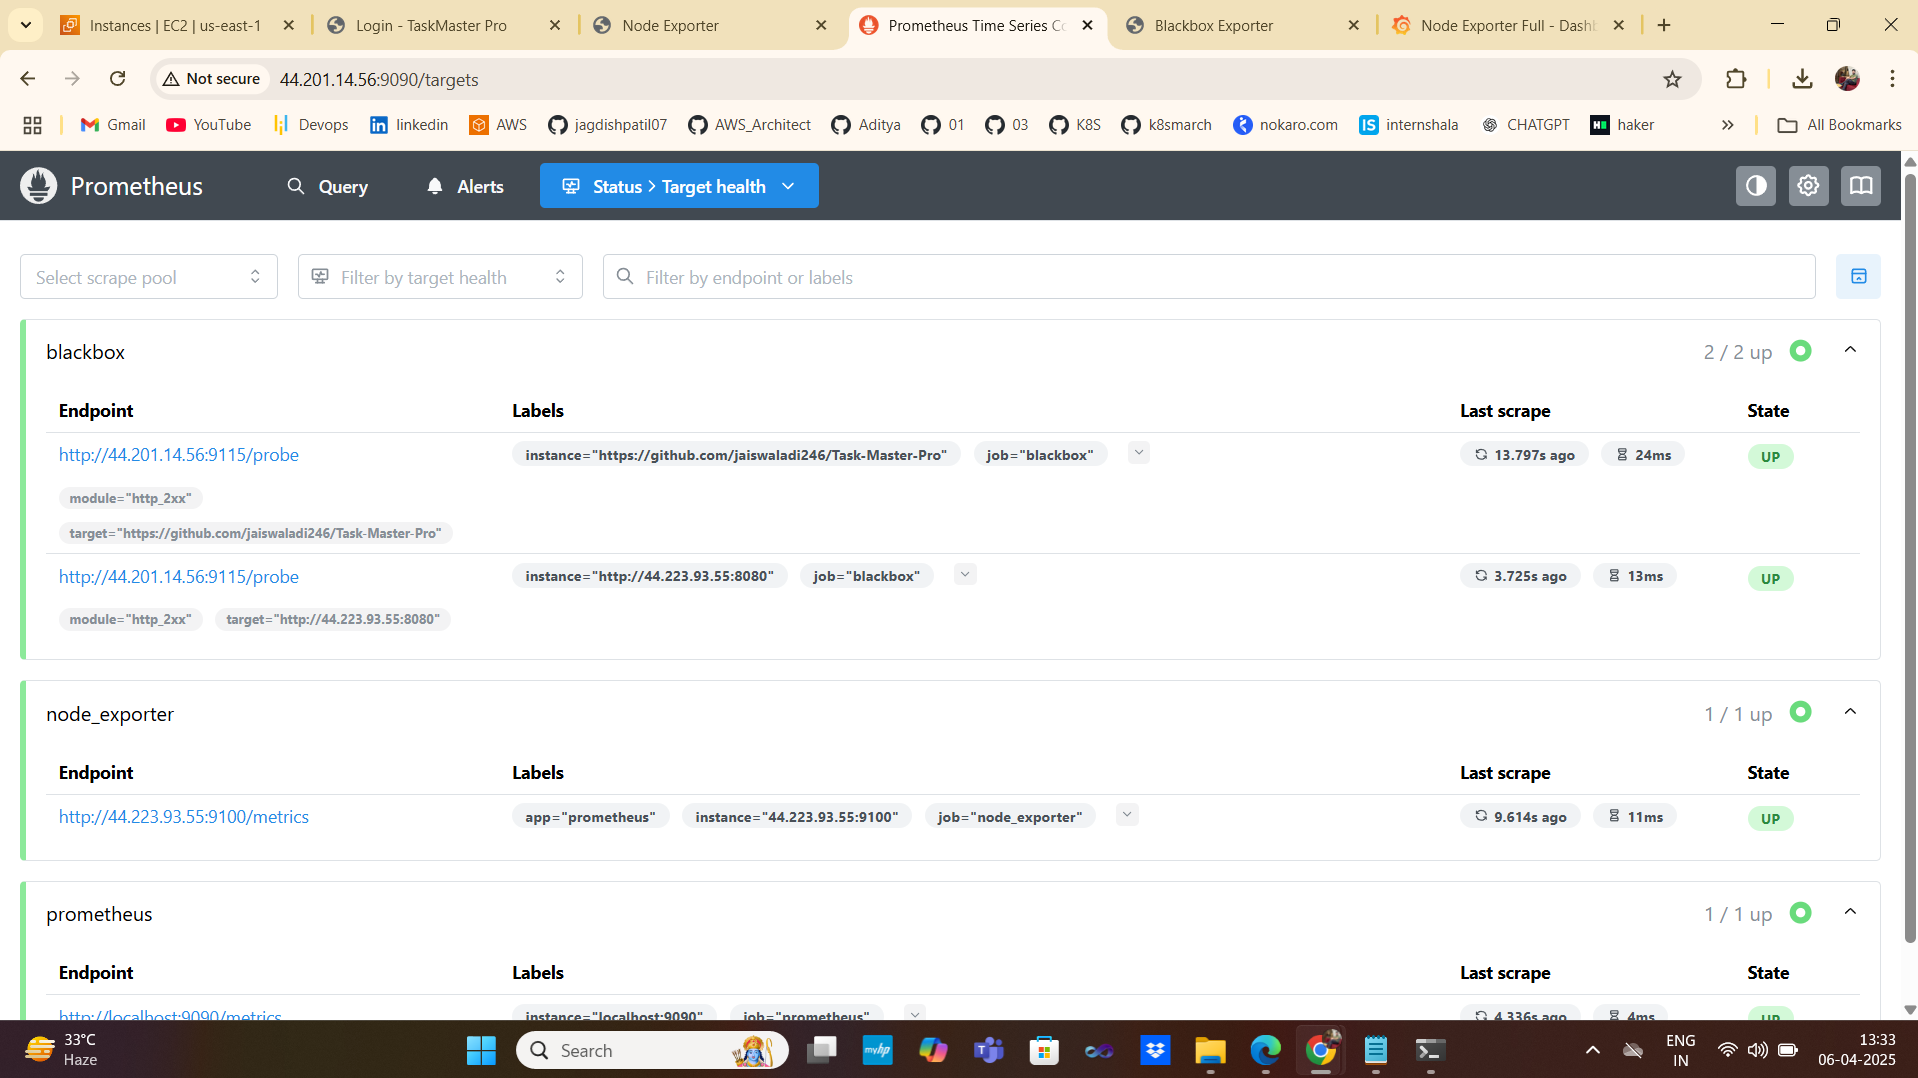 Instances | EC2 | us-east-1
Login - TaskMaster Pro
Node Exporter
Prometheus Time Series Co
Blackbox Exporter
Node Exporter Full - Dashb
Not secure
44.201.14.56:9090/targets
Gmail
YouTube
Devops
linkedin
AWS
jagdishpatil07
AWS_Architect
Aditya
01
03
K8S
k8smarch
nokaro.com
IS
internshala
CHATGPT
haker
All Bookmarks
Prometheus
Query
Alerts
Status > Target health
Select scrape pool
Filter by target health
Filter by endpoint or labels
blackbox
2 / 2 up
Endpoint Labels Last scrape State
http://44.201.14.56:9115/probe instance="https://github.com/jaiswaladi246/Task-Master-Pro" job="blackbox" 13.797s ago 24ms UP
module="http_2xx"
target="https://github.com/jaiswaladi246/Task-Master-Pro"
http://44.201.14.56:9115/probe instance="http://44.223.93.55:8080" job="blackbox" 3.725s ago 13ms UP
module="http_2xx" target="http://44.223.93.55:8080"
node_exporter
1 / 1 up
Endpoint Labels Last scrape State
http://44.223.93.55:9100/metrics app="prometheus" instance="44.223.93.55:9100" job="node_exporter" 9.614s ago 11ms UP
prometheus
1 / 1 up
Endpoint Labels Last scrape State
http://localhost:9090/metrics instance="localhost:9090" job="prometheus" 4.336s ago 4ms UP
33°C
Haze
Search
myhp
ENG
IN
13:33
06-04-2025